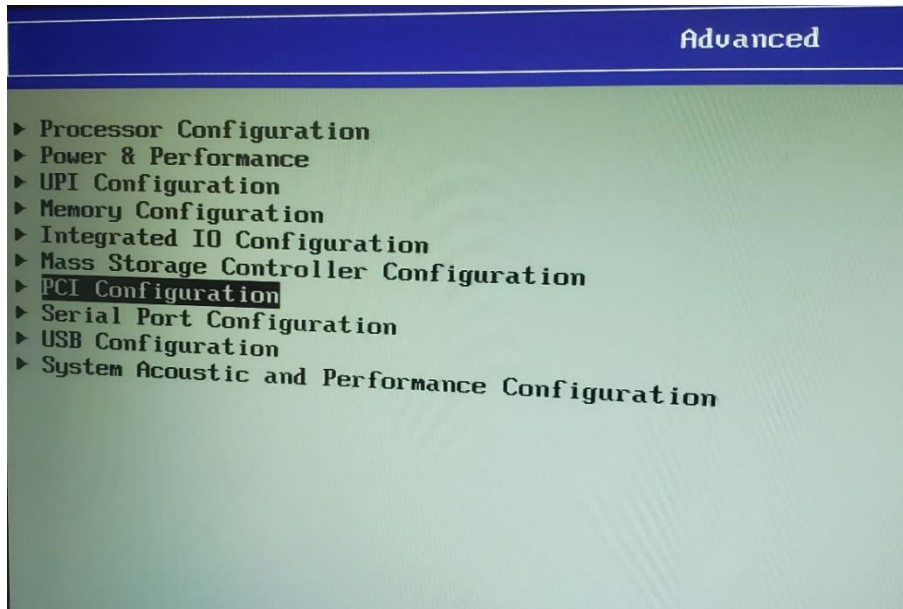 Advanced
Processor Configuration
Power & Performance
UPI Configuration
Memory Configuration
Integrated IO Configuration
Mass Storage Controller Configuration
PCI Configuration
Serial Port Configuration
USB Configuration
System Acoustic and Performance Configuration